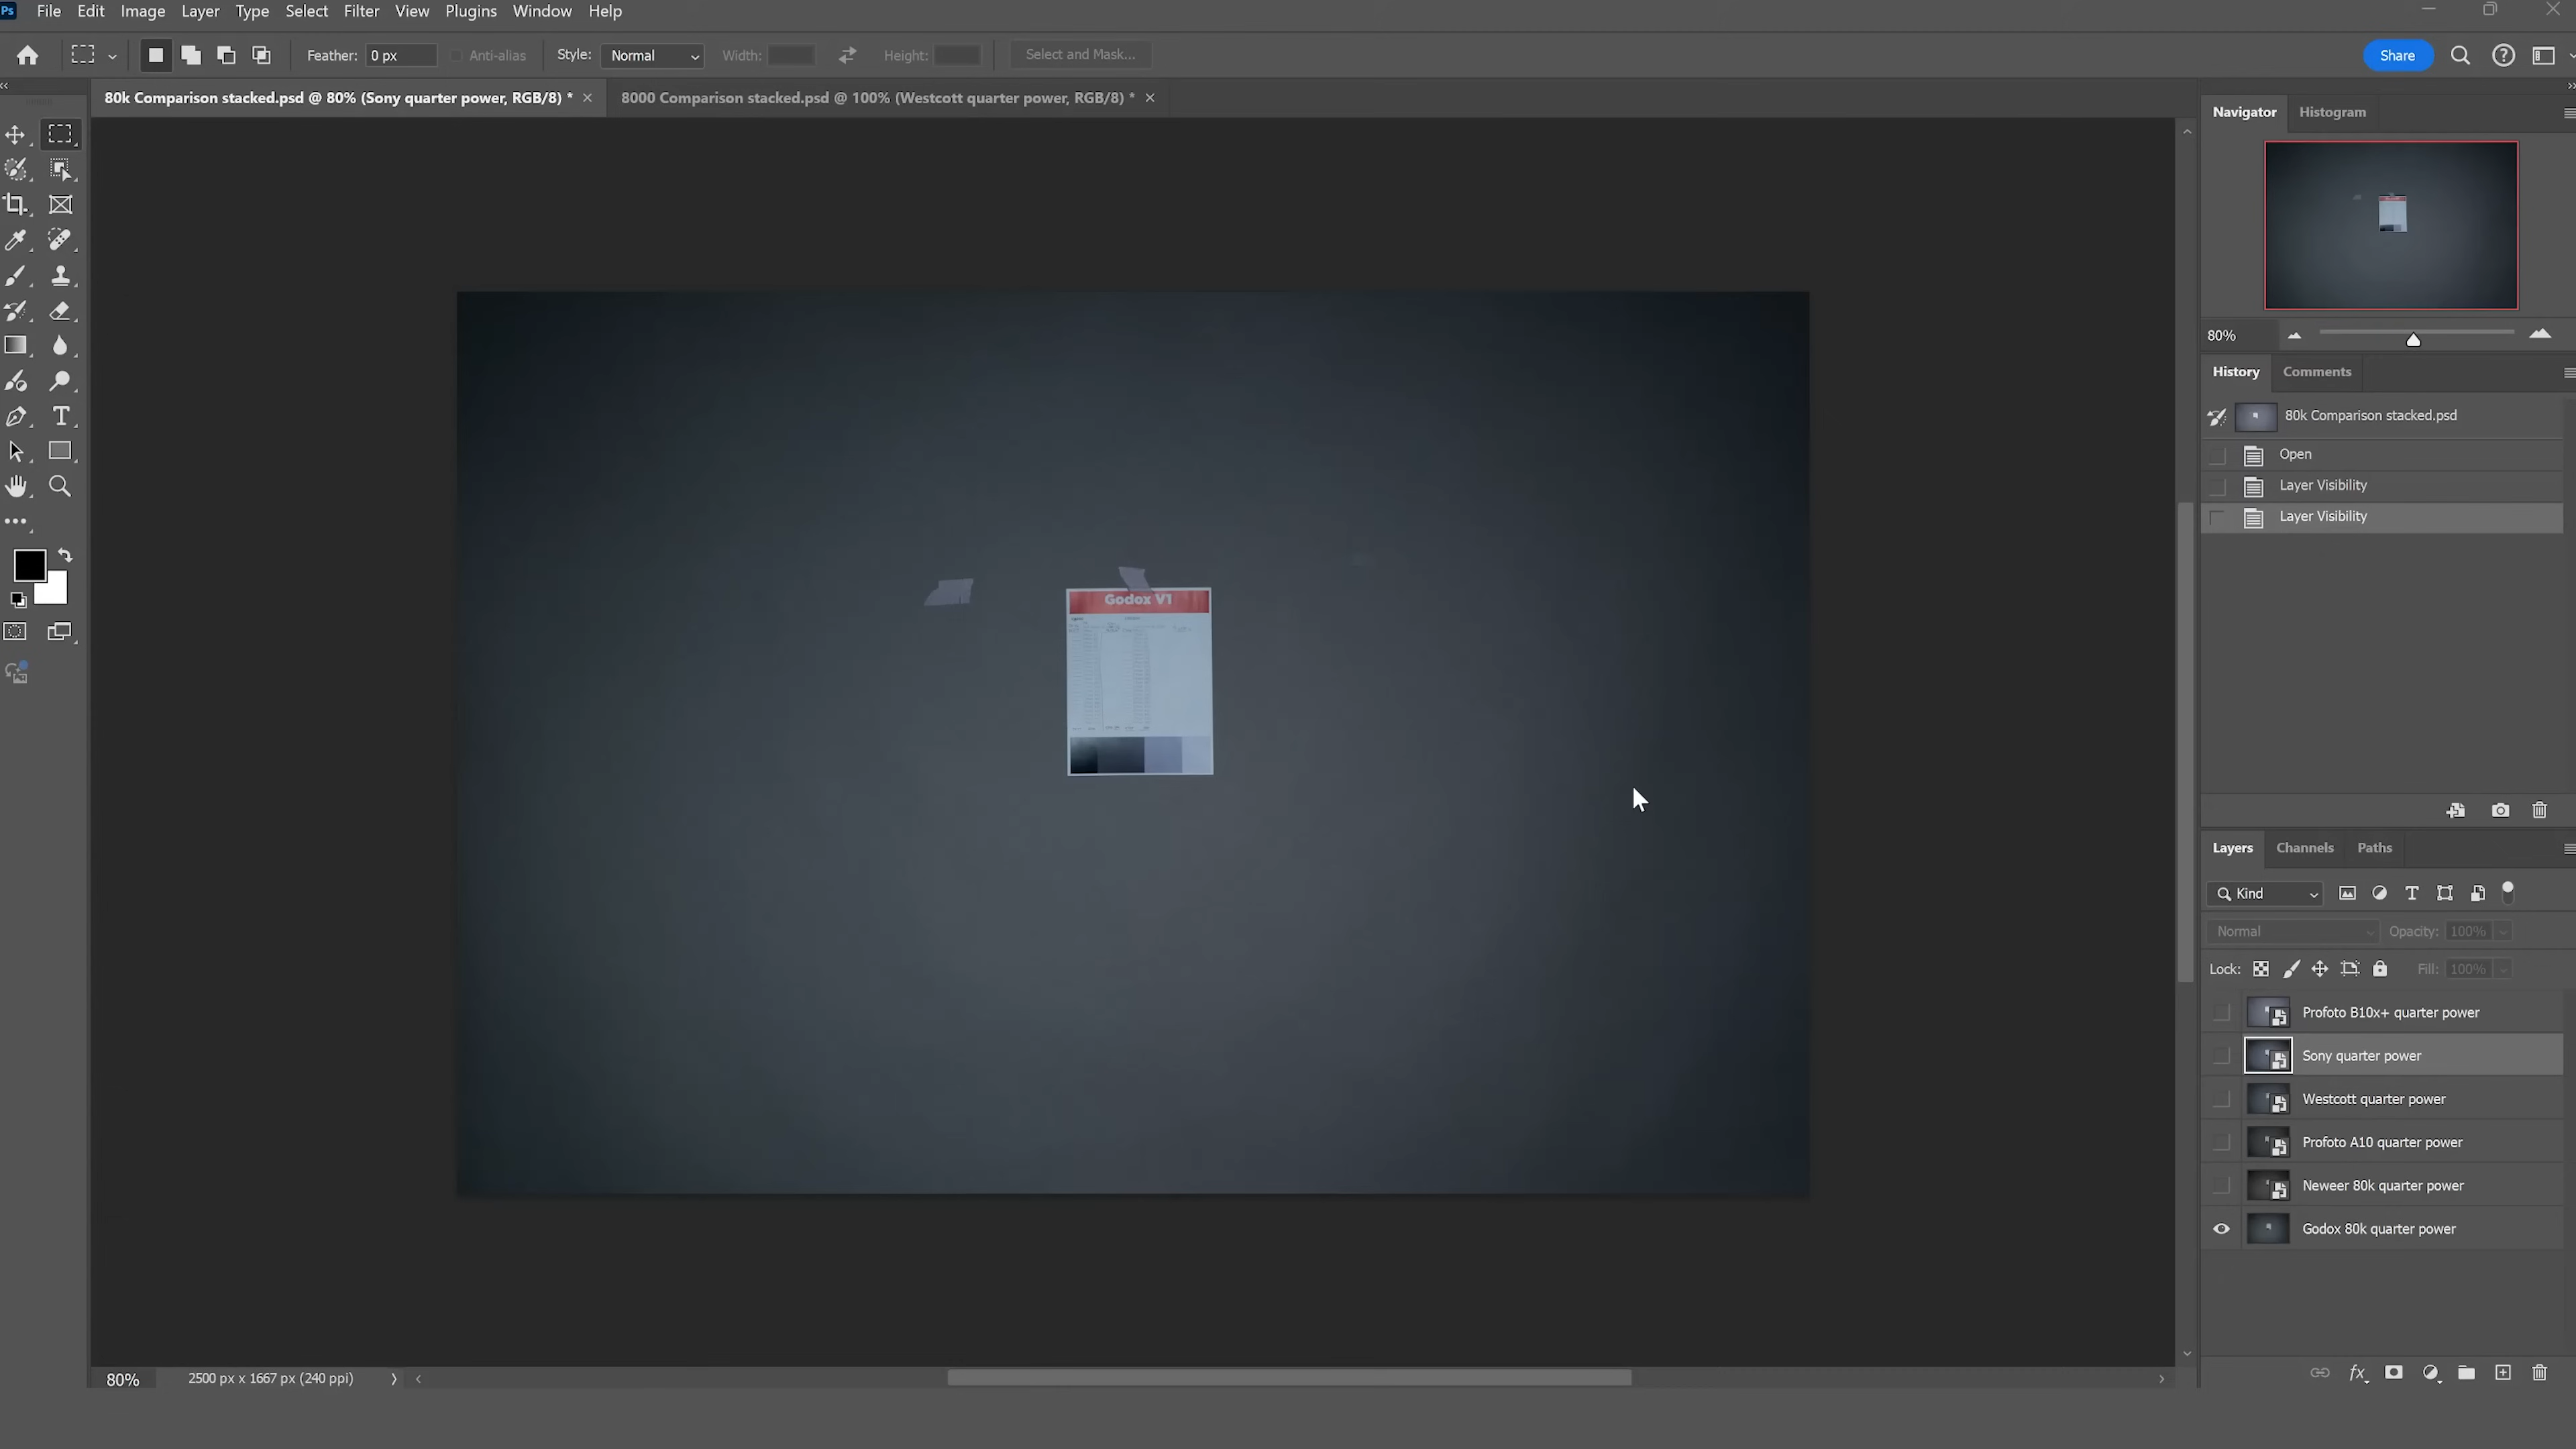 Ps File Edit Image Layer Type Select Filter View Plugins Window Help
Feather: 0 px Anti-alias Style: Normal Width: Height: Select and Mask... Share
80k Comparison stacked.psd @ 80% (Sony quarter power, RGB/8) * 8000 Comparison stacked.psd @ 100% (Westcott quarter power, RGB/8) *
Navigator Histogram
80%
History Comments
80k Comparison stacked.psd
Open
Layer Visibility
Layer Visibility
Godox V1
Layers Channels Paths
Kind
Normal Opacity: 100%
Lock: Fill: 100%
Profoto B10x+ quarter power
Sony quarter power
Westcott quarter power
Profoto A10 quarter power
Neweer 80k quarter power
Godox 80k quarter power
fx
80% 2500 px x 1667 px (240 ppi)